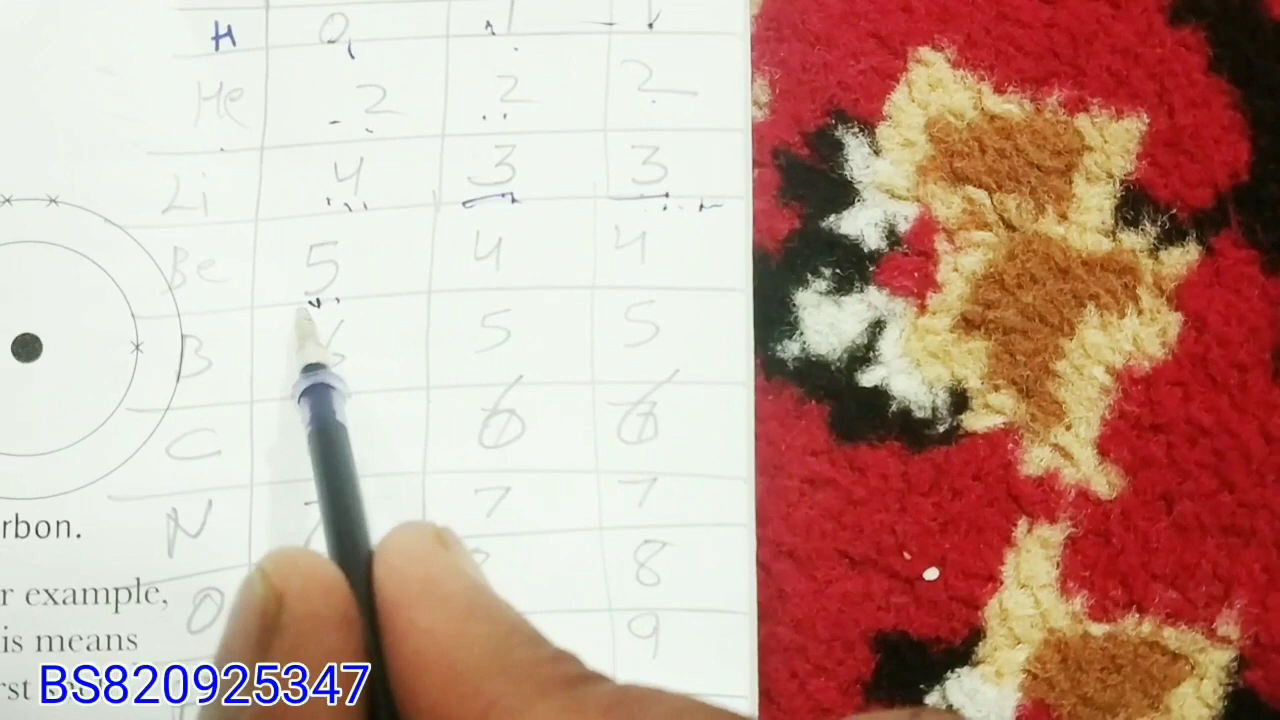 H 0 1 1
He 2 2 2
Li 4 3 3
Be 5 4 4
B 5 5
C 6 6
N 7 7
O 8
9
rbon.
r example,
is means
rst
BS820925347